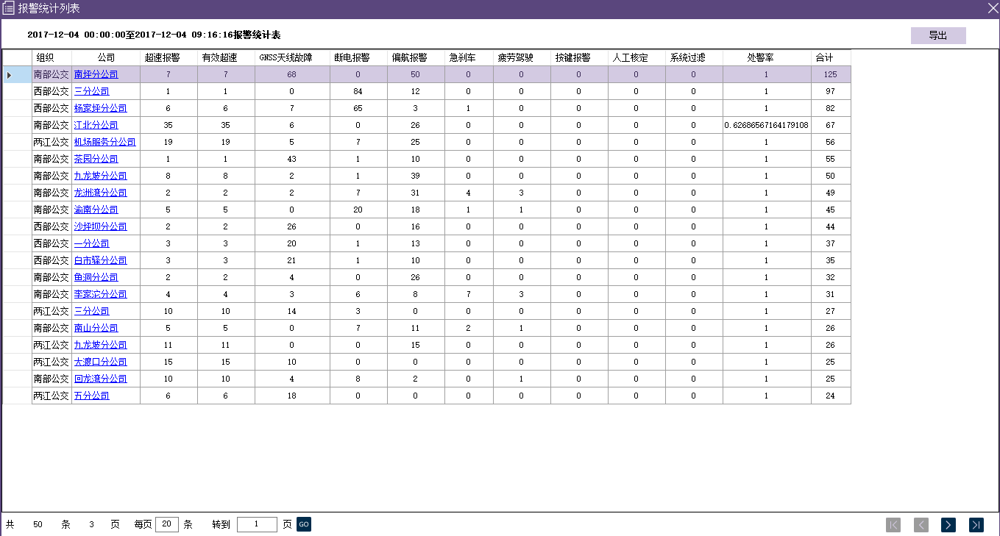 报警统计列表
2017-12-04 00:00:00至2017-12-04 09:16:16报警统计表 导出
组织 公司 超速报警 有效超速 GNSS天线故障 断电报警 偏航报警 急刹车 疲劳驾驶 按键报警 人工核定 系统过滤 处警率 合计
南部公交 南坪分公司 7 7 68 0 50 0 0 0 0 0 1 125
西部公交 三分公司 1 1 0 84 12 0 0 0 0 0 1 97
西部公交 杨家坪分公司 6 6 7 65 3 1 0 0 0 0 1 82
南部公交 江北分公司 35 35 6 0 26 0 0 0 0 0 0.62686567164179108 67
两江公交 机场服务分公司 19 19 5 7 25 0 0 0 0 0 1 56
南部公交 茶园分公司 1 1 43 1 10 0 0 0 0 0 1 55
南部公交 九龙坡分公司 8 8 2 1 39 0 0 0 0 0 1 50
南部公交 龙洲湾分公司 2 2 2 7 31 4 3 0 0 0 1 49
南部公交 渝南分公司 5 5 0 20 18 1 1 0 0 0 1 45
西部公交 沙坪坝分公司 2 2 26 0 16 0 0 0 0 0 1 44
西部公交 一分公司 3 3 20 1 13 0 0 0 0 0 1 37
西部公交 白市驿分公司 3 3 21 1 10 0 0 0 0 0 1 35
南部公交 鱼洞分公司 2 2 4 0 26 0 0 0 0 0 1 32
南部公交 李家沱分公司 4 4 3 6 8 7 3 0 0 0 1 31
两江公交 三分公司 10 10 14 3 0 0 0 0 0 0 1 27
南部公交 南山分公司 5 5 0 7 11 2 1 0 0 0 1 26
两江公交 九龙坡分公司 11 11 0 0 15 0 0 0 0 0 1 26
两江公交 大渡口分公司 15 15 10 0 0 0 0 0 0 0 1 25
南部公交 回龙湾分公司 10 10 4 8 2 0 1 0 0 0 1 25
两江公交 五分公司 6 6 18 0 0 0 0 0 0 0 1 24
共 50 条 3 页 每页 20 条 转到 1 页 GO